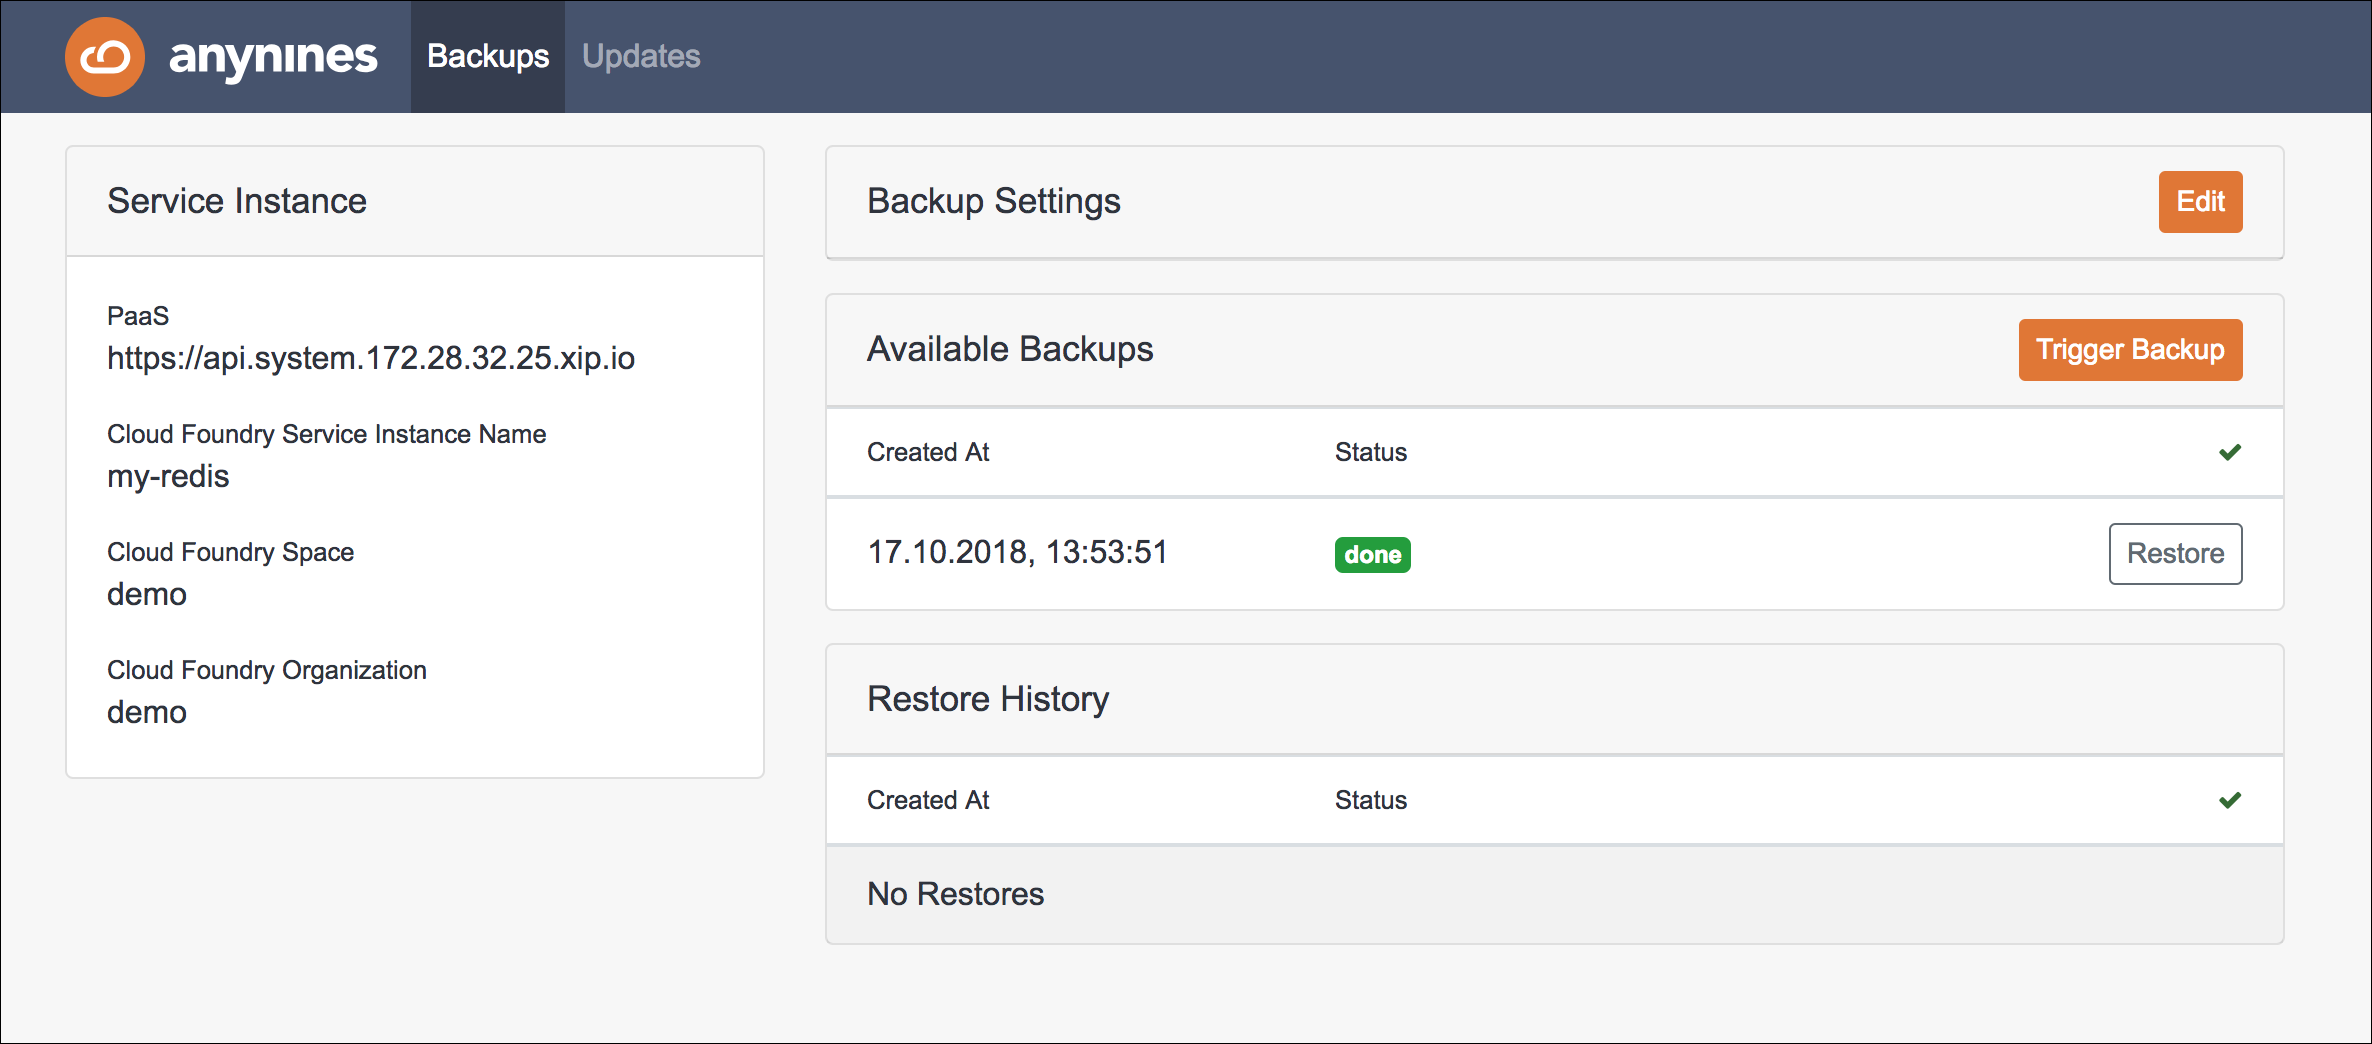 anynines
Backups
Updates
Service Instance
PaaS
https://api.system.172.28.32.25.xip.io
Cloud Foundry Service Instance Name
my-redis
Cloud Foundry Space
demo
Cloud Foundry Organization
demo
Backup Settings
Edit
Available Backups
Trigger Backup
Created At
Status
17.10.2018, 13:53:51
done
Restore
Restore History
Created At
Status
No Restores